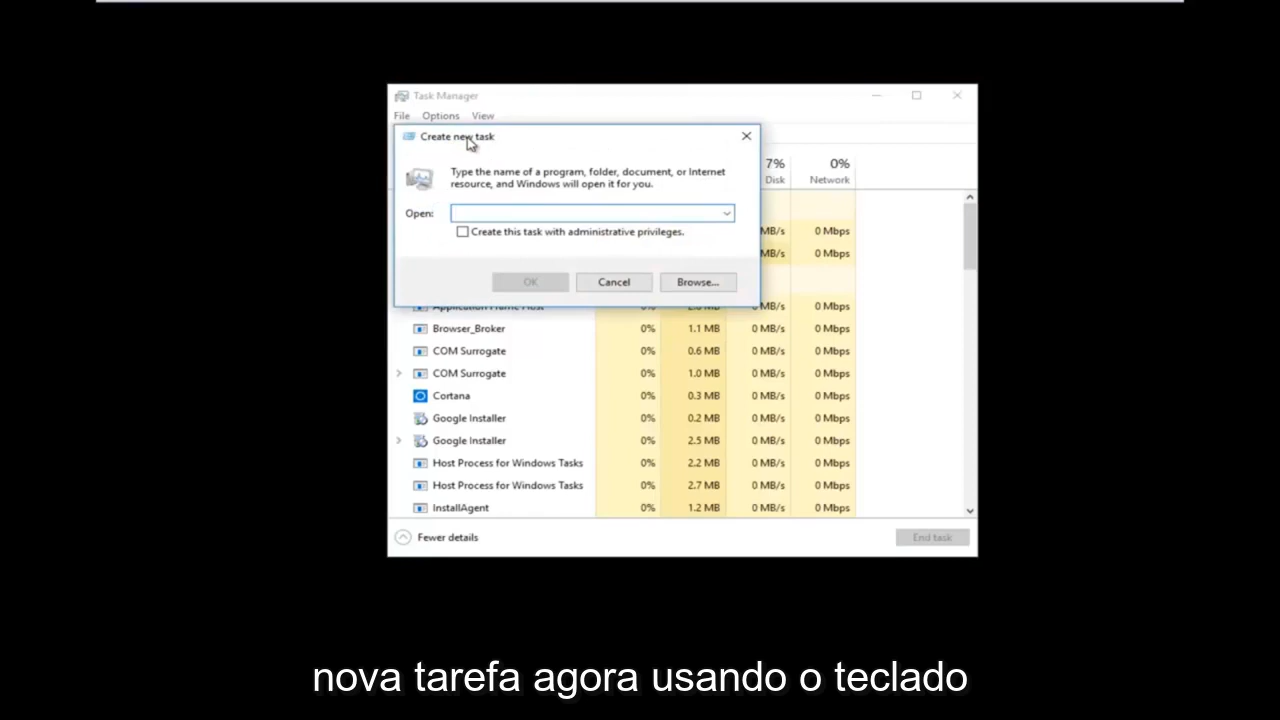 Task Manager
File Options View
Create new task
7% 0%
Disk Network
Type the name of a program, folder, document, or Internet
resource, and Windows will open it for you.
Open:
Create this task with administrative privileges.
MB/s 0 Mbps
MB/s 0 Mbps
OK Cancel Browse...
Application Frame Host 0% MB/s 0 Mbps
Browser_Broker 0% 1.1 MB 0 MB/s 0 Mbps
COM Surrogate 0% 0.6 MB 0 MB/s 0 Mbps
COM Surrogate 0% 1.0 MB 0 MB/s 0 Mbps
Cortana 0% 0.3 MB 0 MB/s 0 Mbps
Google Installer 0% 0.2 MB 0 MB/s 0 Mbps
Google Installer 0% 2.5 MB 0 MB/s 0 Mbps
Host Process for Windows Tasks 0% 2.2 MB 0 MB/s 0 Mbps
Host Process for Windows Tasks 0% 2.7 MB 0 MB/s 0 Mbps
InstallAgent 0% 1.2 MB 0 MB/s 0 Mbps
Fewer details End task
nova tarefa agora usando o teclado